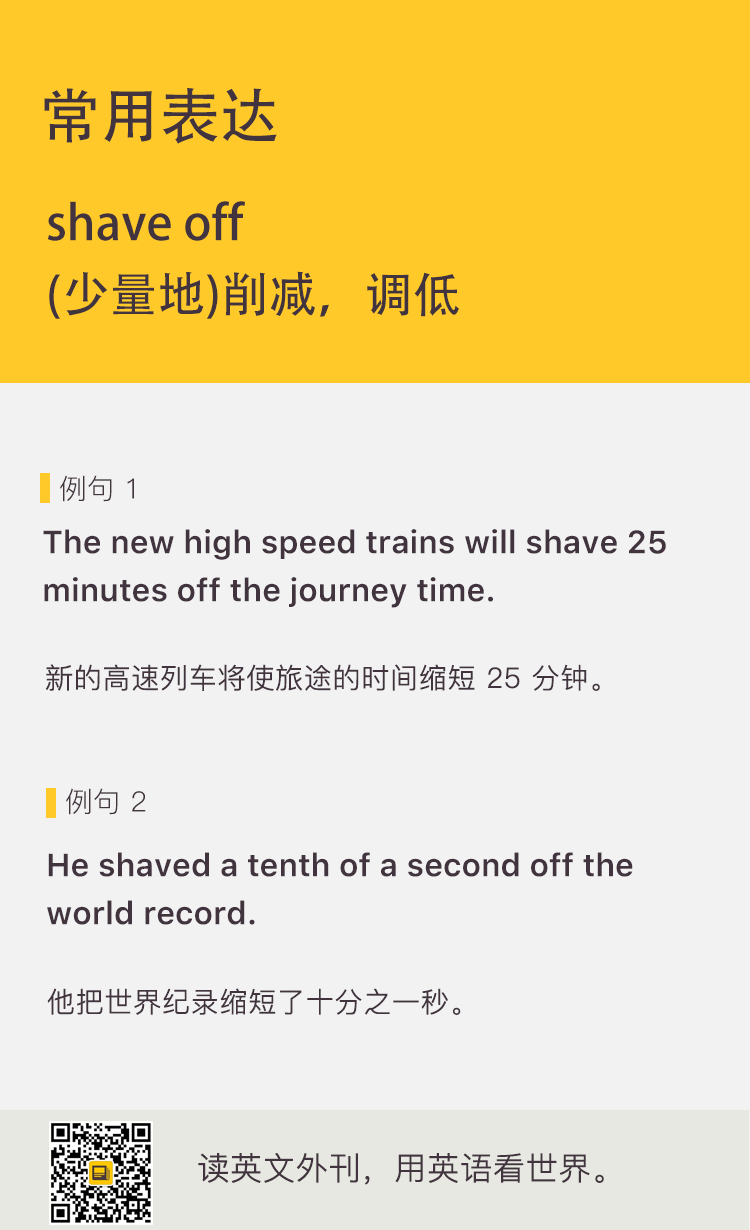 常用表达
shave off
(少量地)削减，调低
例句 1
The new high speed trains will shave 25
minutes off the journey time.
新的高速列车将使旅途的时间缩短 25 分钟。
例句 2
He shaved a tenth of a second off the
world record.
他把世界纪录缩短了十分之一秒。
读英文外刊，用英语看世界。